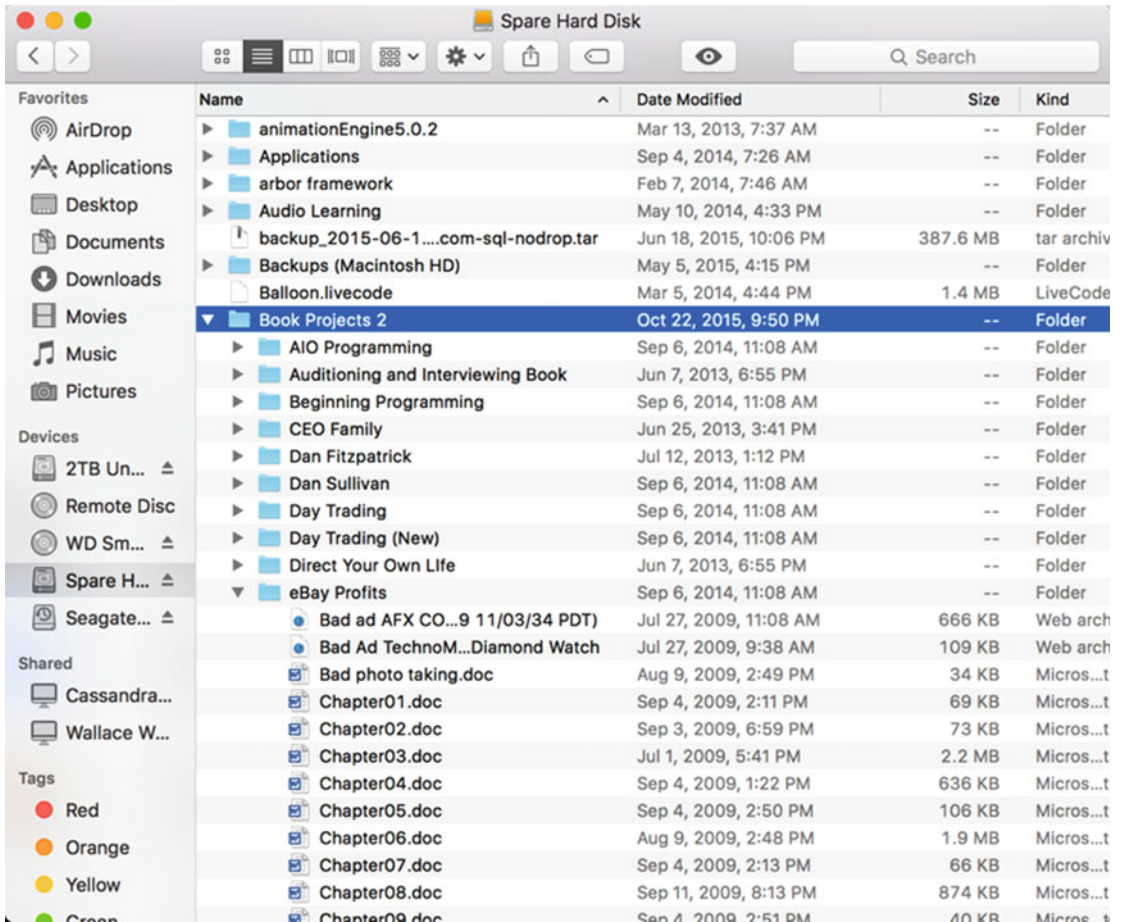 Spare Hard Disk
Search
Favorites
AirDrop
Applications
Desktop
Documents
Downloads
Movies
Music
Pictures
Devices
2TB Un...
Remote Disc
WD Sm...
Spare H...
Seagate...
Shared
Cassandra...
Wallace W...
Tags
Red
Orange
Yellow
Green
Name Date Modified Size Kind
animationEngine5.0.2 Mar 13, 2013, 7:37 AM -- Folder
Applications Sep 4, 2014, 7:26 AM -- Folder
arbor framework Feb 7, 2014, 7:46 AM -- Folder
Audio Learning May 10, 2014, 4:33 PM -- Folder
backup_2015-06-1....com-sql-nodrop.tar Jun 18, 2015, 10:06 PM 387.6 MB tar archiv
Backups (Macintosh HD) May 5, 2015, 4:15 PM -- Folder
Balloon.livecode Mar 5, 2014, 4:44 PM 1.4 MB LiveCode
Book Projects 2 Oct 22, 2015, 9:50 PM -- Folder
AIO Programming Sep 6, 2014, 11:08 AM -- Folder
Auditioning and Interviewing Book Jun 7, 2013, 6:55 PM -- Folder
Beginning Programming Sep 6, 2014, 11:08 AM -- Folder
CEO Family Jun 25, 2013, 3:41 PM -- Folder
Dan Fitzpatrick Jul 12, 2013, 1:12 PM -- Folder
Dan Sullivan Sep 6, 2014, 11:08 AM -- Folder
Day Trading Sep 6, 2014, 11:08 AM -- Folder
Day Trading (New) Sep 6, 2014, 11:08 AM -- Folder
Direct Your Own LIfe Jun 7, 2013, 6:55 PM -- Folder
eBay Profits Sep 6, 2014, 11:08 AM -- Folder
Bad ad AFX CO...9 11/03/34 PDT) Jul 27, 2009, 11:08 AM 666 KB Web arch
Bad Ad TechnoM...Diamond Watch Jul 27, 2009, 9:38 AM 109 KB Web arch
Bad photo taking.doc Aug 9, 2009, 2:49 PM 34 KB Micros...t
Chapter01.doc Sep 4, 2009, 2:11 PM 69 KB Micros...t
Chapter02.doc Sep 3, 2009, 6:59 PM 73 KB Micros...t
Chapter03.doc Jul 1, 2009, 5:41 PM 2.2 MB Micros...t
Chapter04.doc Sep 4, 2009, 1:22 PM 636 KB Micros...t
Chapter05.doc Sep 4, 2009, 2:50 PM 106 KB Micros...t
Chapter06.doc Aug 9, 2009, 2:48 PM 1.9 MB Micros...t
Chapter07.doc Sep 4, 2009, 2:13 PM 66 KB Micros...t
Chapter08.doc Sep 11, 2009, 8:13 PM 874 KB Micros...t
Chapter09.doc Sep 4, 2009, 2:51 PM 40 KB Micros...t